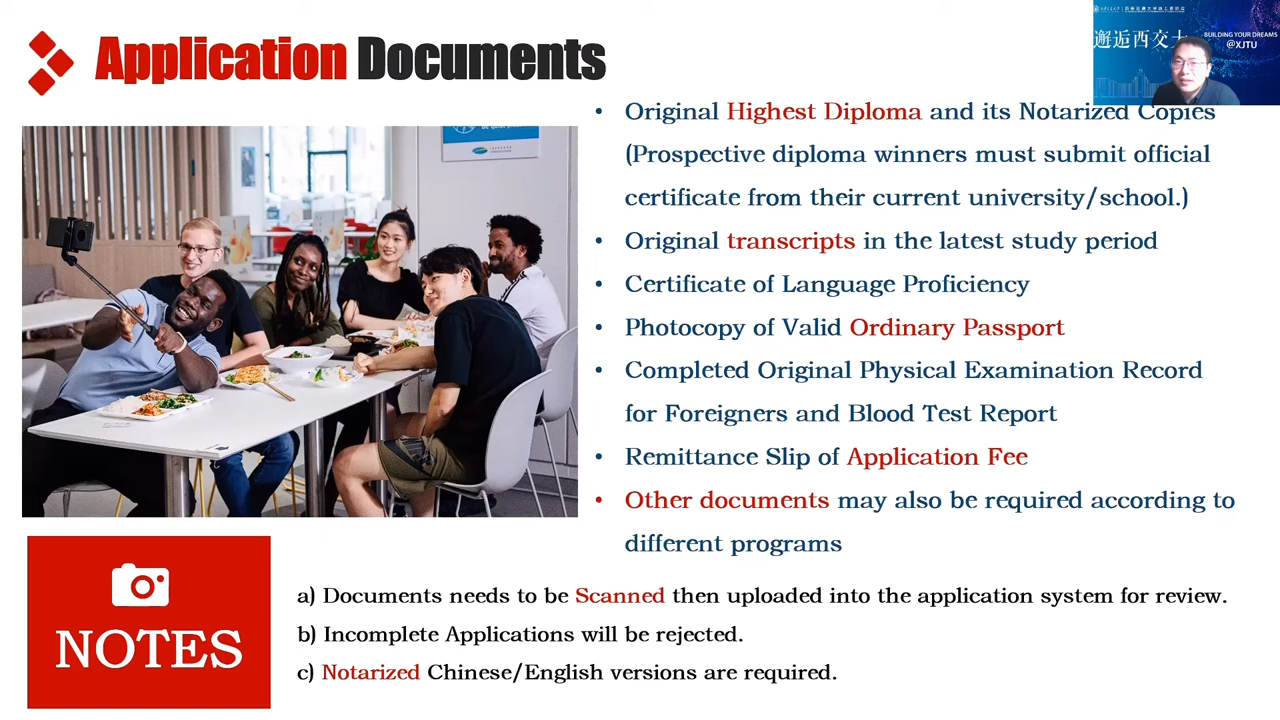 Application Documents
邂逅西交大
BUILDING YOUR DREAMS
@XJTU
• Original Highest Diploma and its Notarized Copies
(Prospective diploma winners must submit official
certificate from their current university/school.)
• Original transcripts in the latest study period
• Certificate of Language Proficiency
• Photocopy of Valid Ordinary Passport
• Completed Original Physical Examination Record
for Foreigners and Blood Test Report
• Remittance Slip of Application Fee
• Other documents may also be required according to
different programs
NOTES
a) Documents needs to be Scanned then uploaded into the application system for review.
b) Incomplete Applications will be rejected.
c) Notarized Chinese/English versions are required.